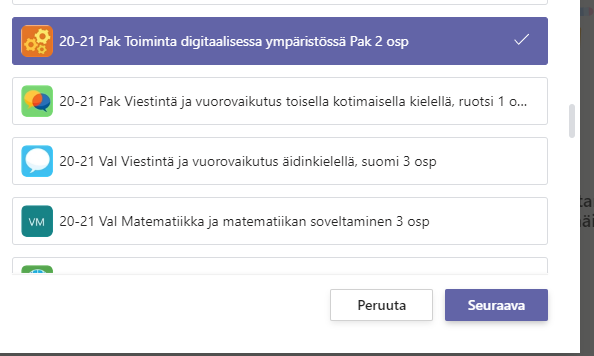 20-21 Pak Toiminta digitaalisessa ympäristössä Pak 2 osp
20-21 Pak Viestintä ja vuorovaikutus toisella kotimaisella kielellä, ruotsi 1 o...
20-21 Val Viestintä ja vuorovaikutus äidinkielellä, suomi 3 osp
VM 20-21 Val Matematiikka ja matematiikan soveltaminen 3 osp
Peruuta Seuraava